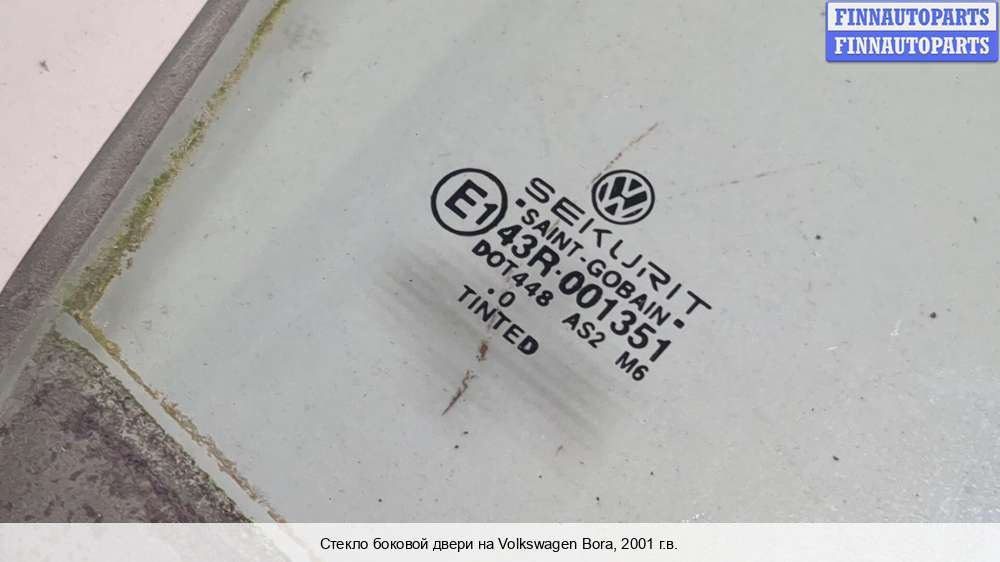 FINNAUTOPARTS
FINNAUTOPARTS
VW
SEKURIT
SAINT-GOBAIN
E1
43R-001351
DOT448 AS2 M6
.0
TINTED
Стекло боковой двери на Volkswagen Bora, 2001 г.в.